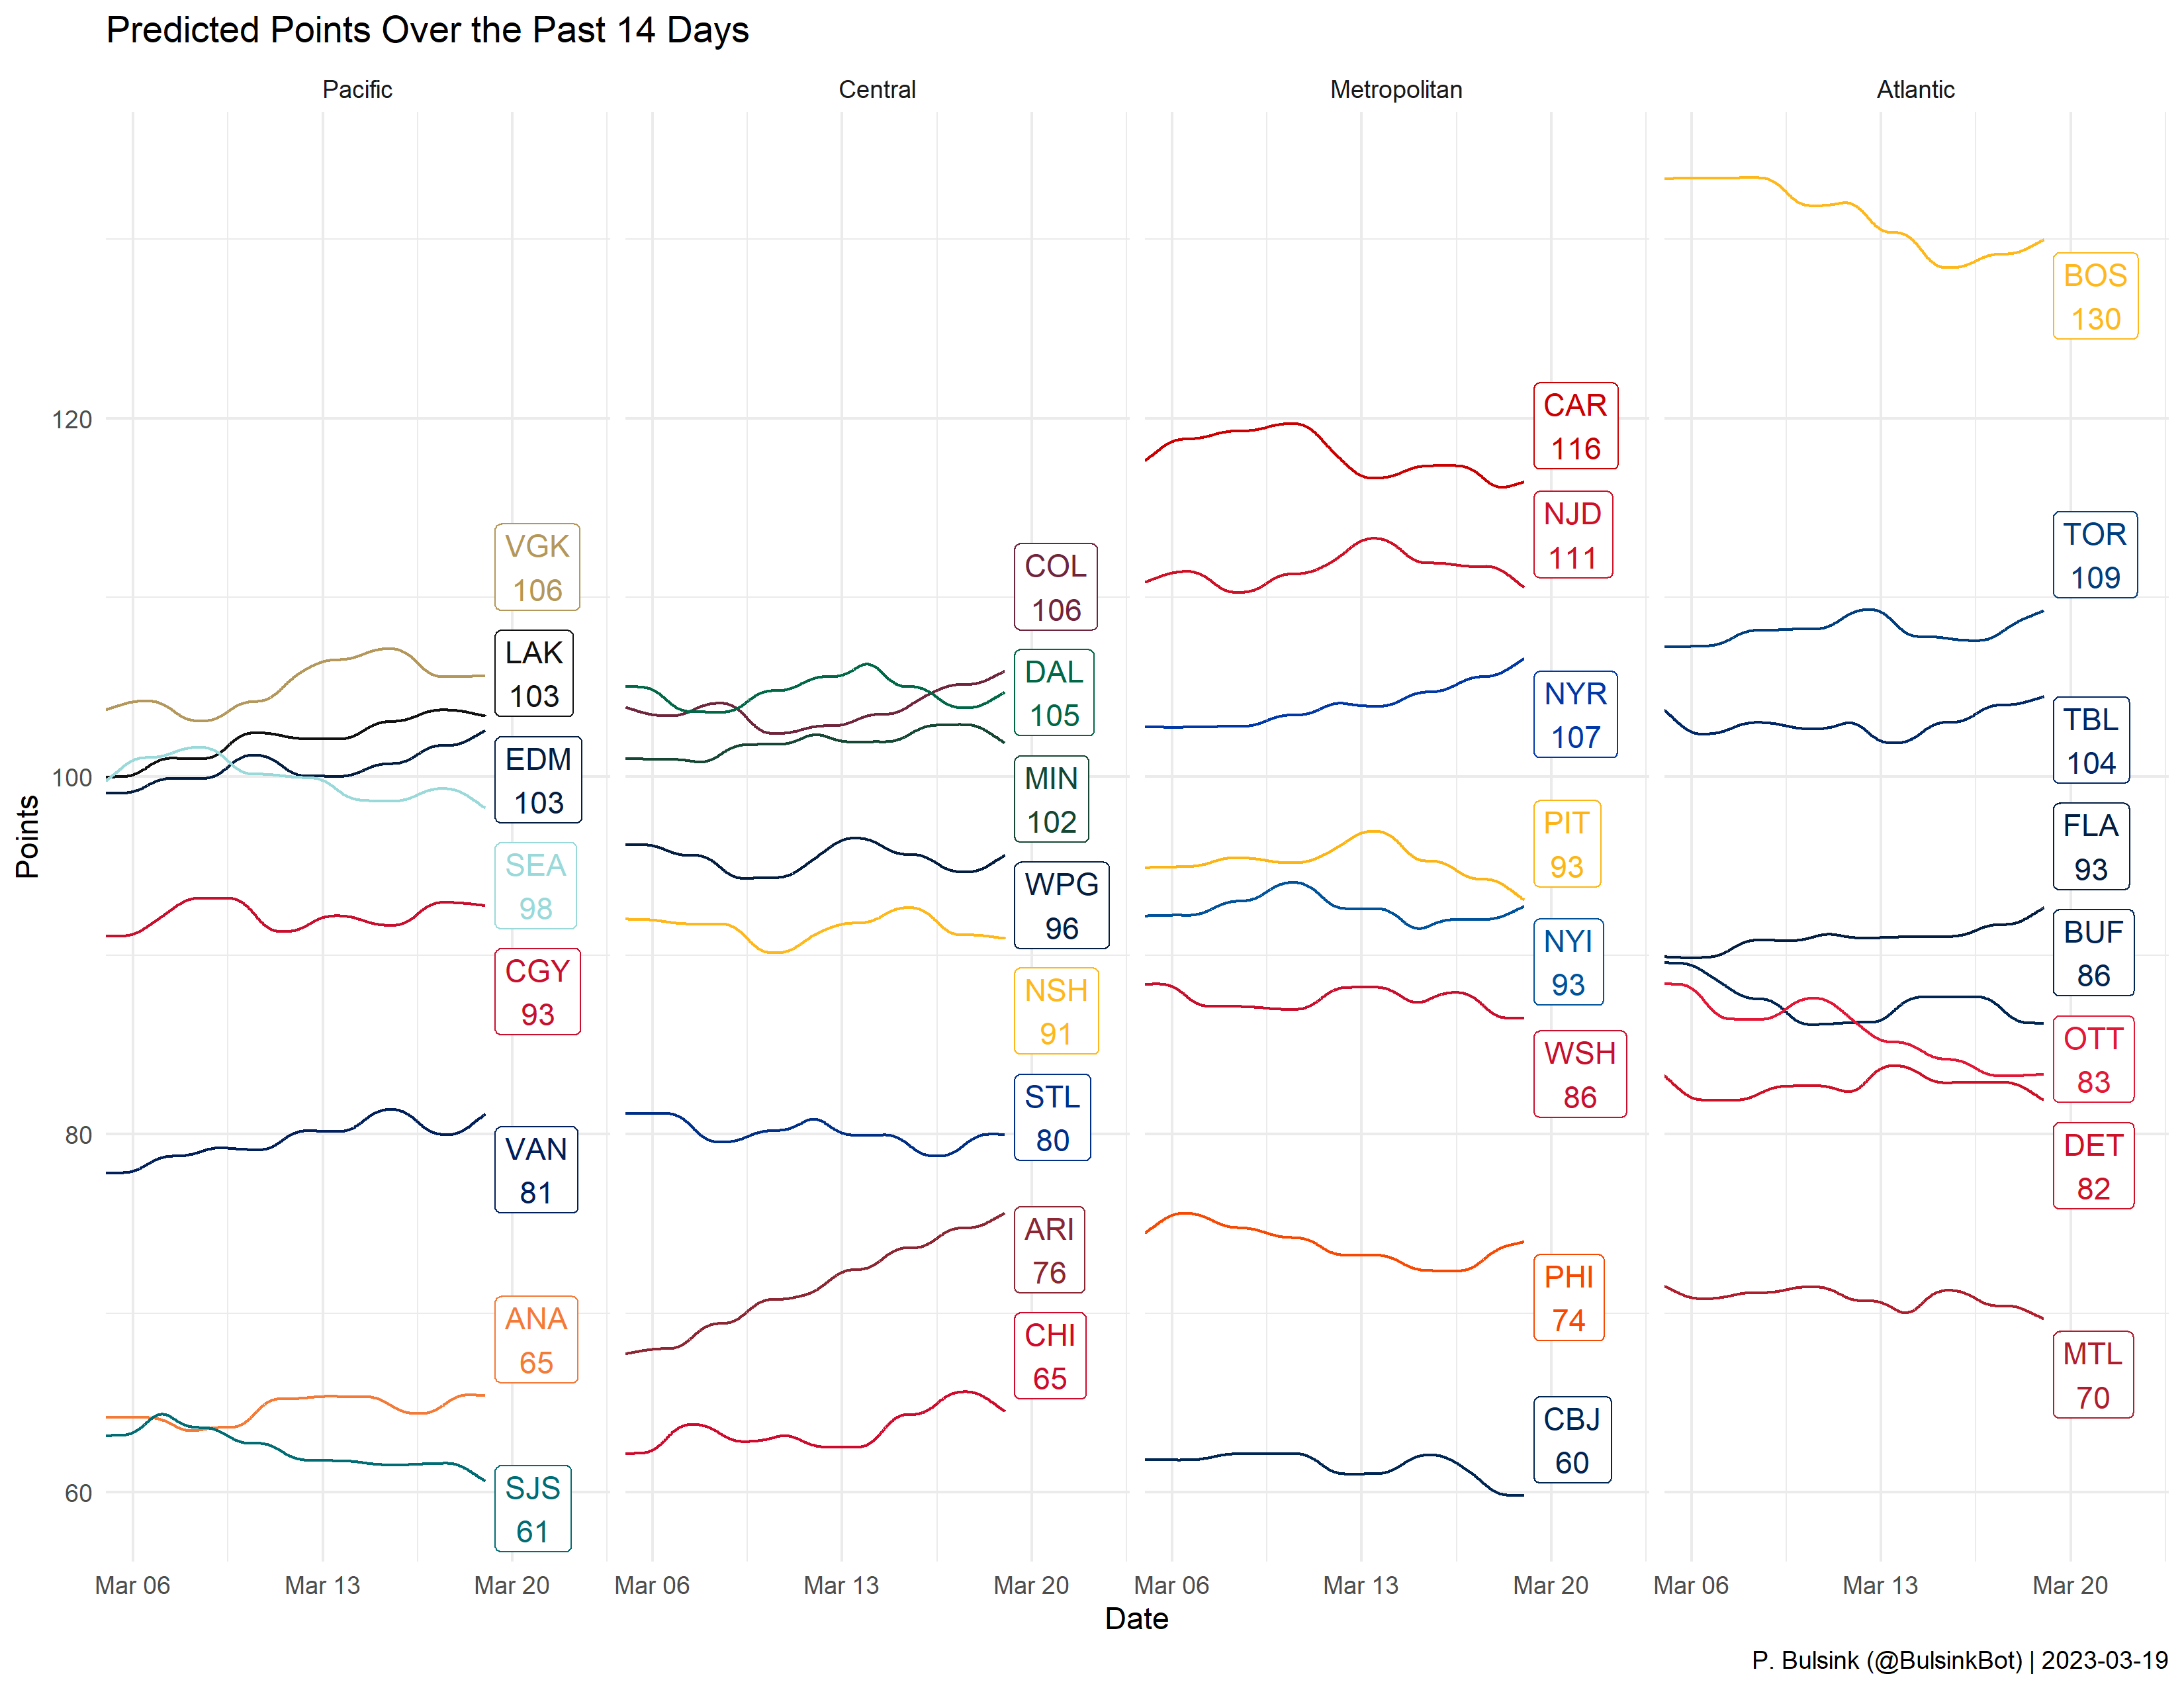 Predicted Points Over the Past 14 Days
Pacific
Central
Metropolitan
Atlantic
Points
120
100
80
60
VGK
106
LAK
103
EDM
103
SEA
98
CGY
93
VAN
81
ANA
65
SJS
61
COL
106
DAL
105
MIN
102
WPG
96
NSH
91
STL
80
ARI
76
CHI
65
CAR
116
NJD
111
NYR
107
PIT
93
NYI
93
WSH
86
PHI
74
CBJ
60
BOS
130
TOR
109
TBL
104
FLA
93
BUF
86
OTT
83
DET
82
MTL
70
Mar 06 Mar 13 Mar 20 Mar 06 Mar 13 Mar 20 Mar 06 Mar 13 Mar 20 Mar 06 Mar 13 Mar 20
Date
P. Bulsink (@BulsinkBot) | 2023-03-19